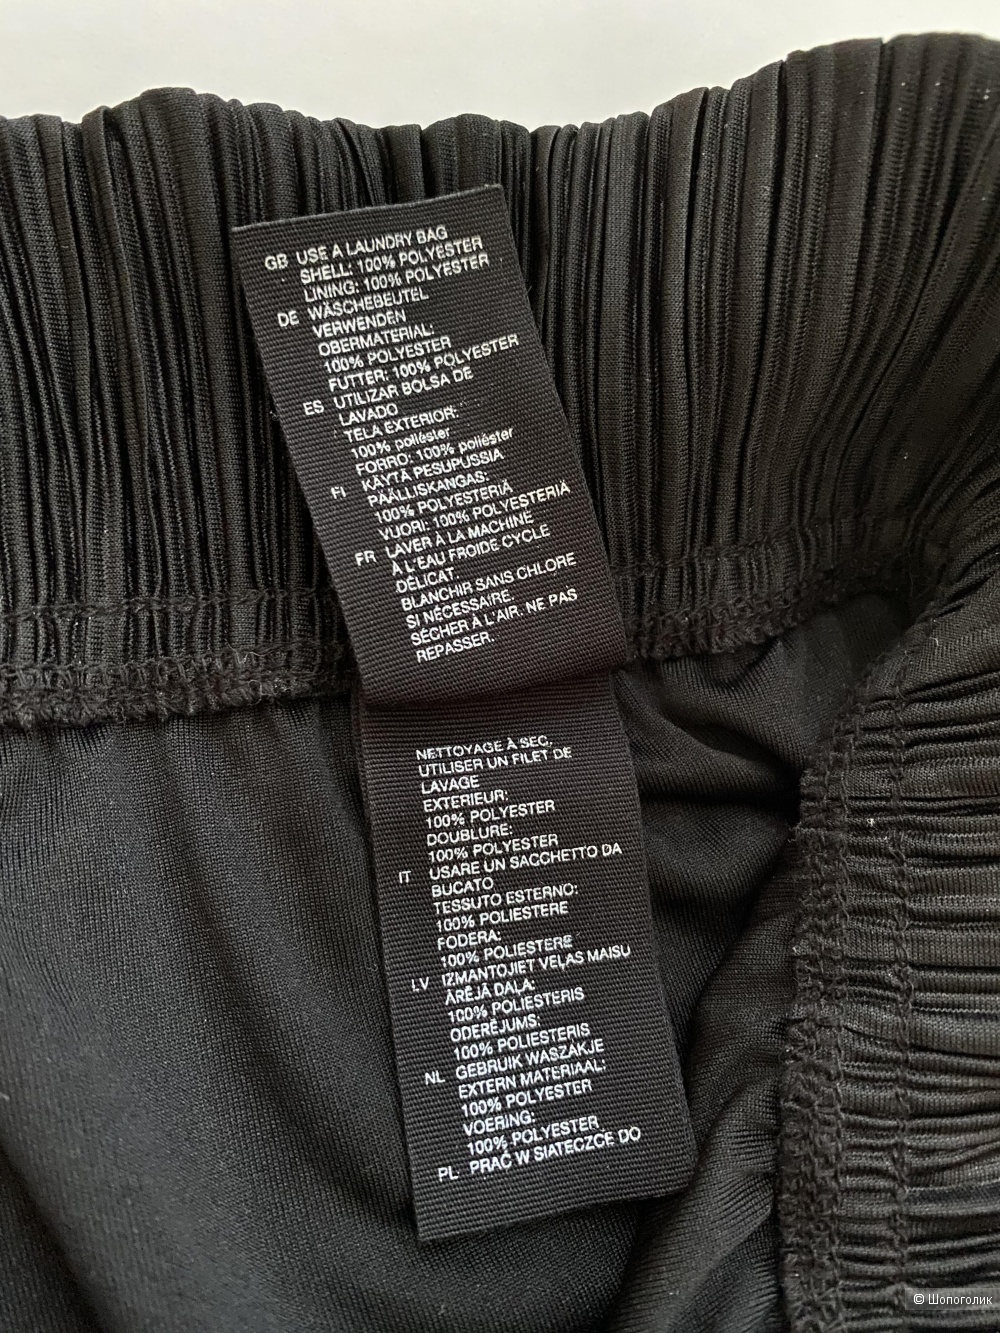 GB USE A LAUNDRY BAG
SHELL: 100% POLYESTER
LINING: 100% POLYESTER
DE WÄSCHEBEUTEL
VERWENDEN
OBERMATERIAL:
100% POLYESTER
FUTTER: 100% POLYESTER
ES UTILIZAR BOLSA DE
LAVADO
TELA EXTERIOR:
100% poliéster
FORRO: 100% poliéster
FI KÄYTÄ PESUPUSSIA
PÄÄLLISKANGAS:
100% POLYESTERIÄ
VUORI: 100% POLYESTERIÄ
FR LAVER À LA MACHINE
À L'EAU FROIDE CYCLE
DÉLICAT.
BLANCHIR SANS CHLORE
SI NÉCESSAIRE.
SÉCHER À L'AIR. NE PAS
REPASSER.
NETTOYAGE À SEC,
UTILISER UN FILET DE
LAVAGE
EXTERIEUR:
100% POLYESTER
DOUBLURE:
100% POLYESTER
IT USARE UN SACCHETTO DA
BUCATO
TESSUTO ESTERNO:
100% POLIESTERE
FODERA:
100% POLIESTERE
LV IZMANTOJIET VEĻAS MAISU
ĀRĒJĀ DAĻA:
100% POLIESTERIS
ODERĒJUMS:
100% POLIESTERIS
NL GEBRUIK WASZÁKJE
EXTERN MATERIAAL:
100% POLYESTER
VOERING:
100% POLYESTER
PL PRAĆ W SIATECZCE DO
© Шопоголик